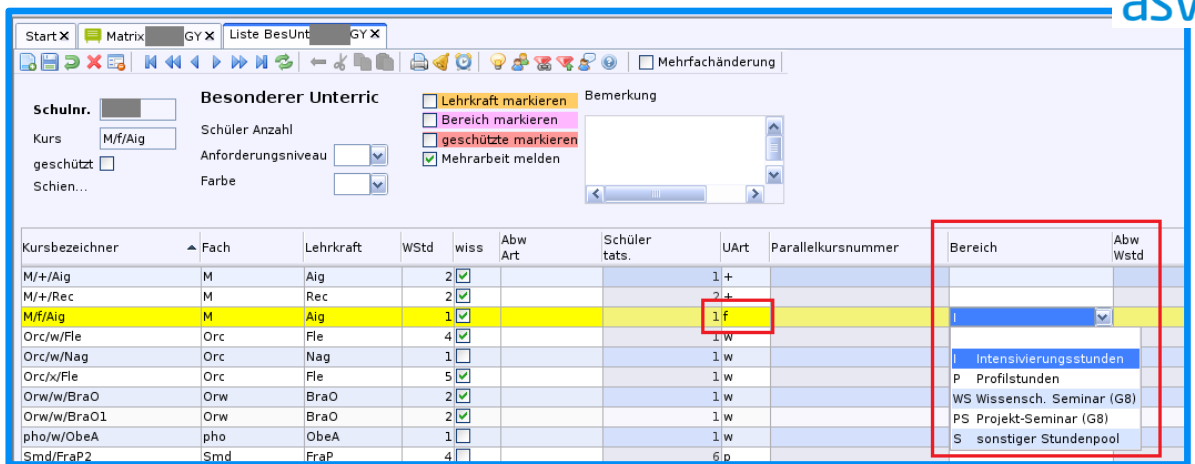 asv
Start X Matrix GY X Liste BesUnt GY X
Mehrfachänderung
Schulnr.
Kurs M/f/Aig
geschützt
Schien...
Besonderer Unterric
Schüler Anzahl
Anforderungsniveau
Farbe
Lehrkraft markieren
Bereich markieren
geschützte markieren
Mehrarbeit melden
Bemerkung
Kursbezeichner Fach Lehrkraft WStd wiss Abw Art Schüler tats. UArt Parallelkursnummer Bereich Abw Wstd
M/+/Aig M Aig 2 1 +
M/+/Rec M Rec 2 2 +
M/f/Aig M Aig 1 1 f I
Orc/w/Fle Orc Fle 4 1 w
Orc/w/Nag Orc Nag 1 1 w
Orc/x/Fle Orc Fle 5 1 w
Orw/w/BraO Orw BraO 2 1 w
Orw/w/BraO1 Orw BraO 2 1 w
pho/w/ObeA pho ObeA 1 1 w
Smd/FraP2 Smd FraP 4 6 p
I Intensivierungsstunden
P Profilstunden
WS Wissensch. Seminar (G8)
PS Projekt-Seminar (G8)
S sonstiger Stundenpool